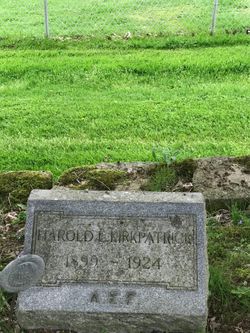 HAROLD L. KIRKPATRICK
1899 - 1924
A E F